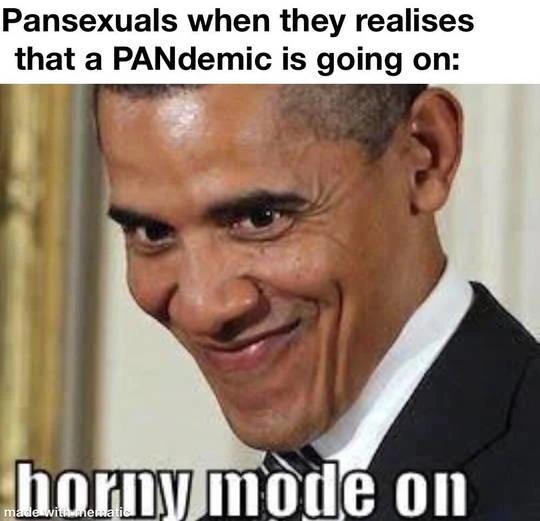 Pansexuals when they realises
that a PANdemic is going on:
horny mode on
made with mematic